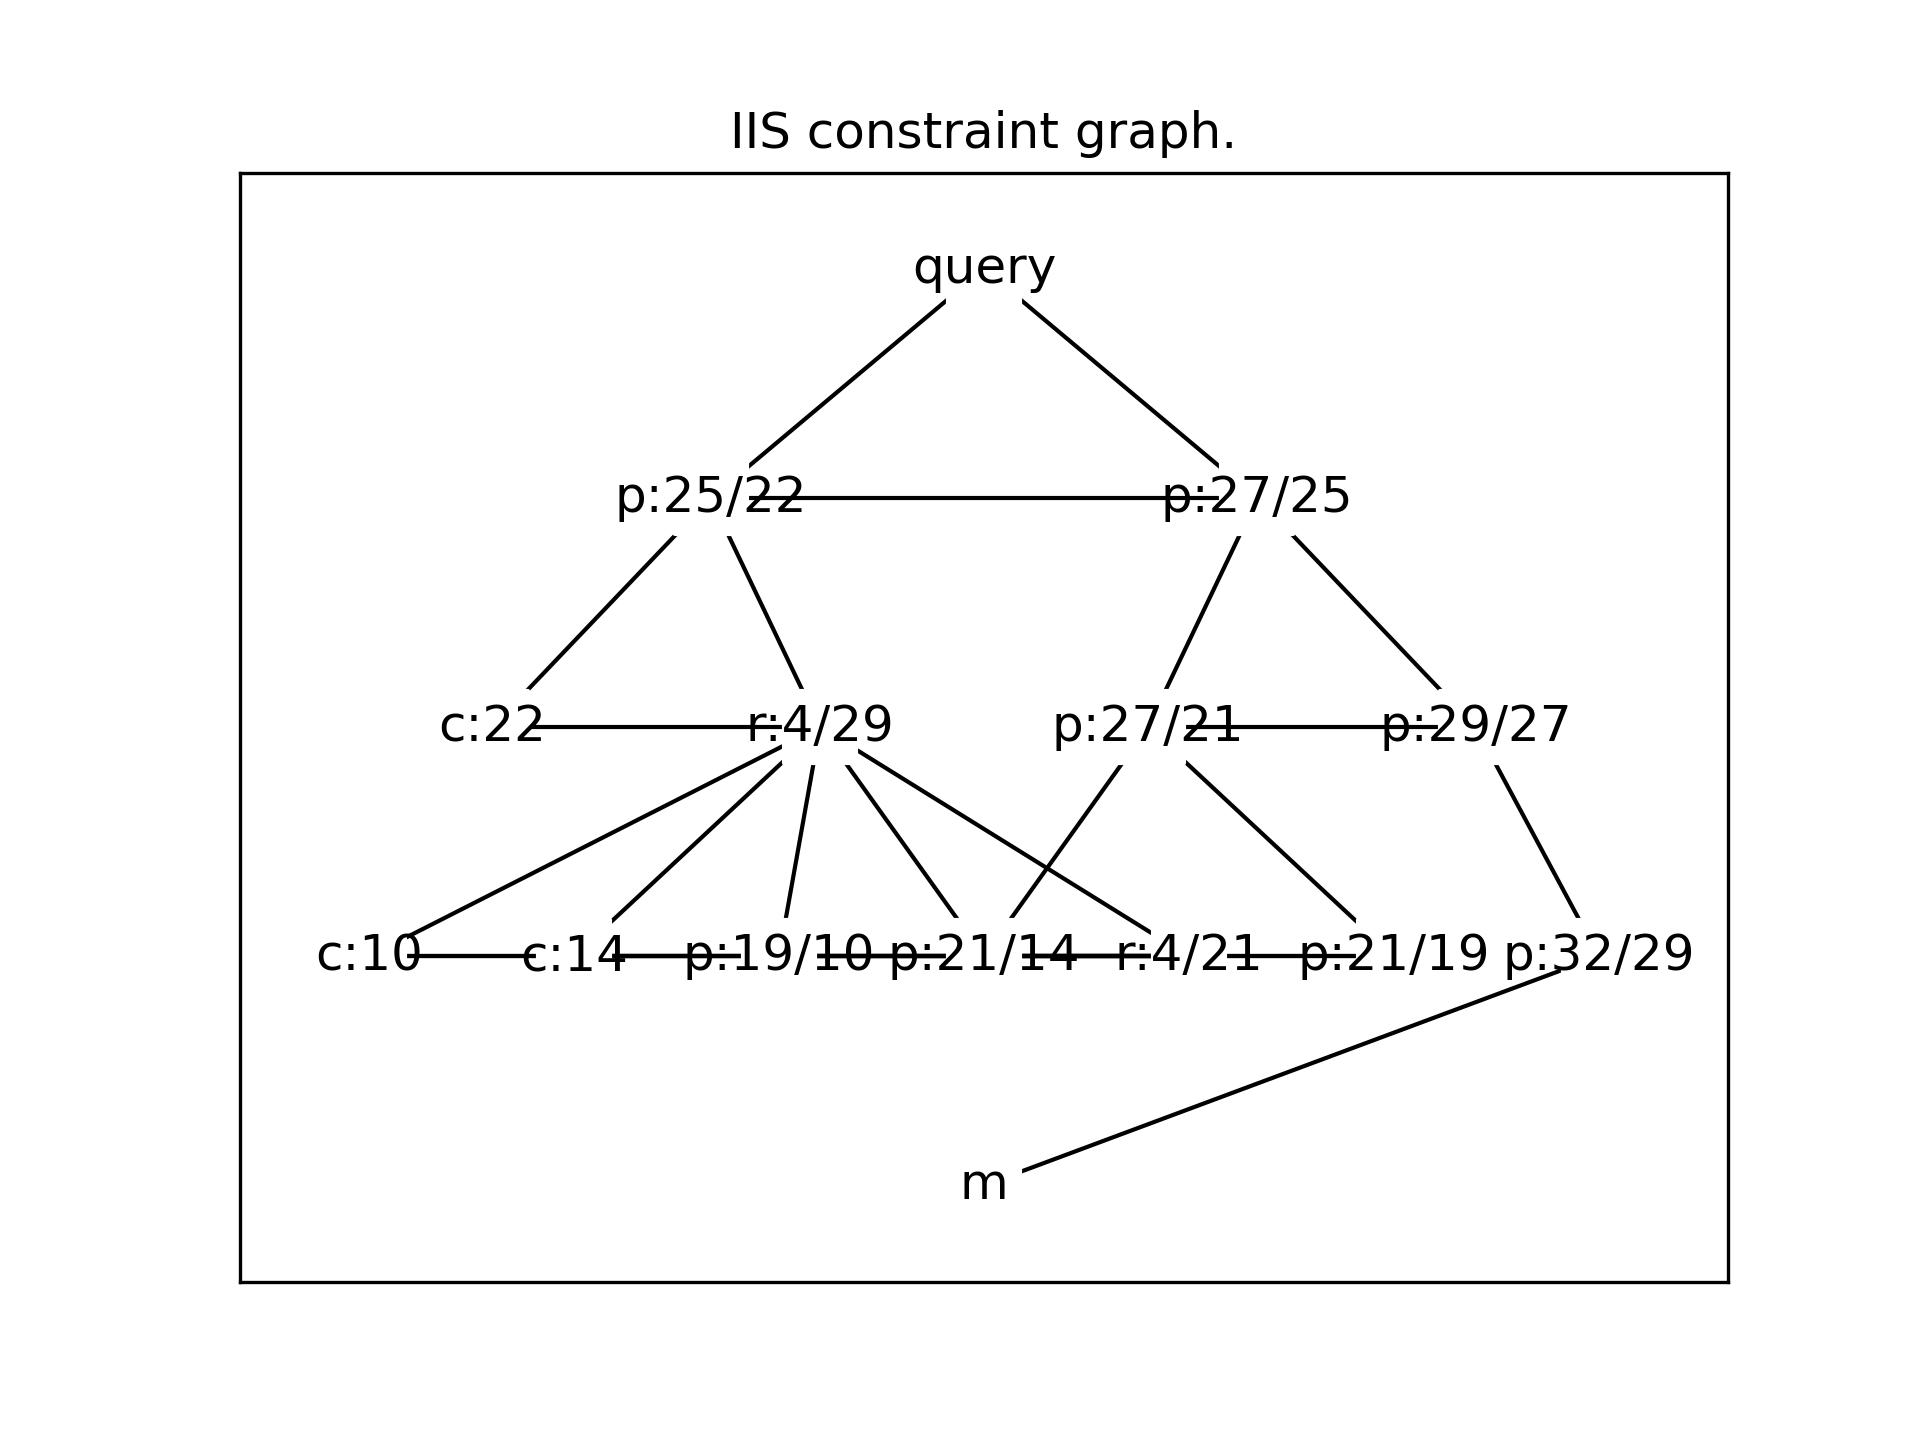 IIS constraint graph.
query
p:25/22 p:27/25
c:22 r:4/29 p:27/21 p:29/27
c:10 c:14 p:19/10 p:21/14 r:4/21 p:21/19 p:32/29
m